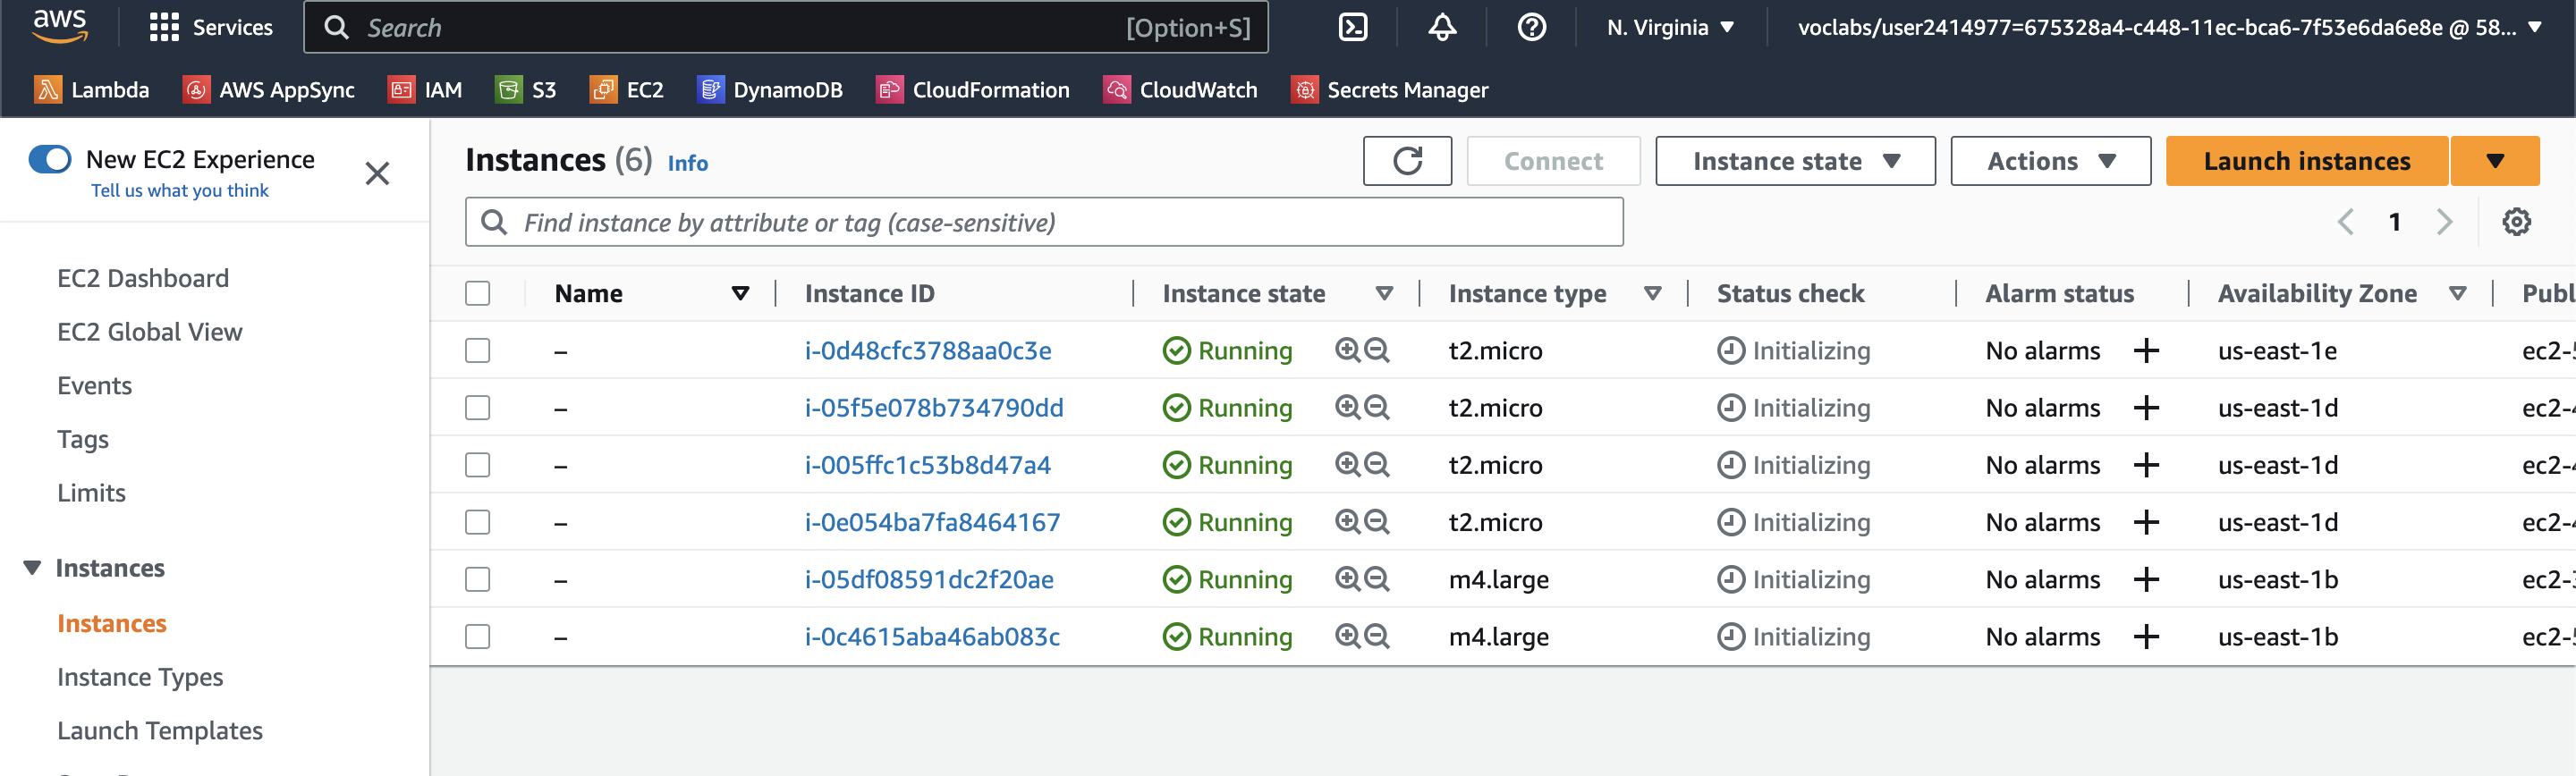 aws Services Search [Option+S] N. Virginia voclabs/user2414977=675328a4-c448-11ec-bca6-7f53e6da6e8e @ 58...
Lambda AWS AppSync IAM S3 EC2 DynamoDB CloudFormation CloudWatch Secrets Manager
New EC2 Experience
Tell us what you think
EC2 Dashboard
EC2 Global View
Events
Tags
Limits
Instances
Instances
Instance Types
Launch Templates
Instances (6) Info Connect Instance state Actions Launch instances
Find instance by attribute or tag (case-sensitive) 1
Name Instance ID Instance state Instance type Status check Alarm status Availability Zone Publ
– i-0d48cfc3788aa0c3e Running t2.micro Initializing No alarms + us-east-1e ec2-5
– i-05f5e078b734790dd Running t2.micro Initializing No alarms + us-east-1d ec2-4
– i-005ffc1c53b8d47a4 Running t2.micro Initializing No alarms + us-east-1d ec2-4
– i-0e054ba7fa8464167 Running t2.micro Initializing No alarms + us-east-1d ec2-4
– i-05df08591dc2f20ae Running m4.large Initializing No alarms + us-east-1b ec2-3
– i-0c4615aba46ab083c Running m4.large Initializing No alarms + us-east-1b ec2-5